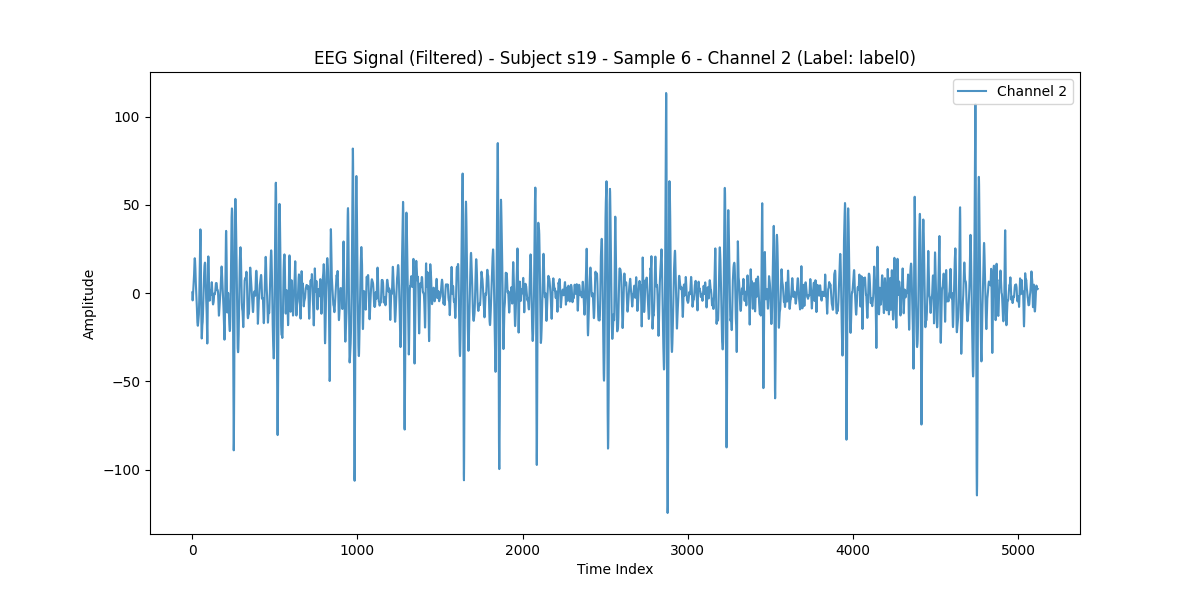 EEG Signal (Filtered) - Subject s19 - Sample 6 - Channel 2 (Label: label0)
Channel 2
100
50
0
−50
−100
Amplitude
0 1000 2000 3000 4000 5000
Time Index